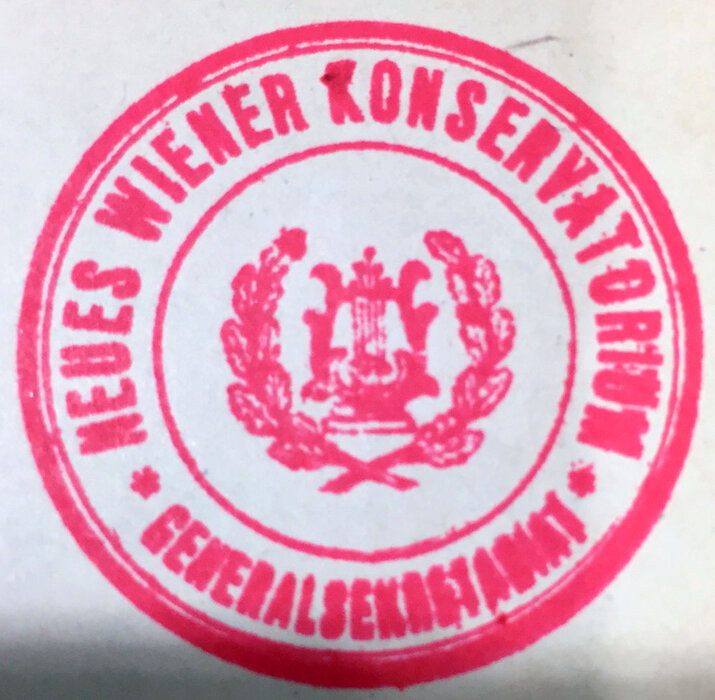 NEUES WIENER KONSERVATORIUM
* GENERALSEKRETARIAT *